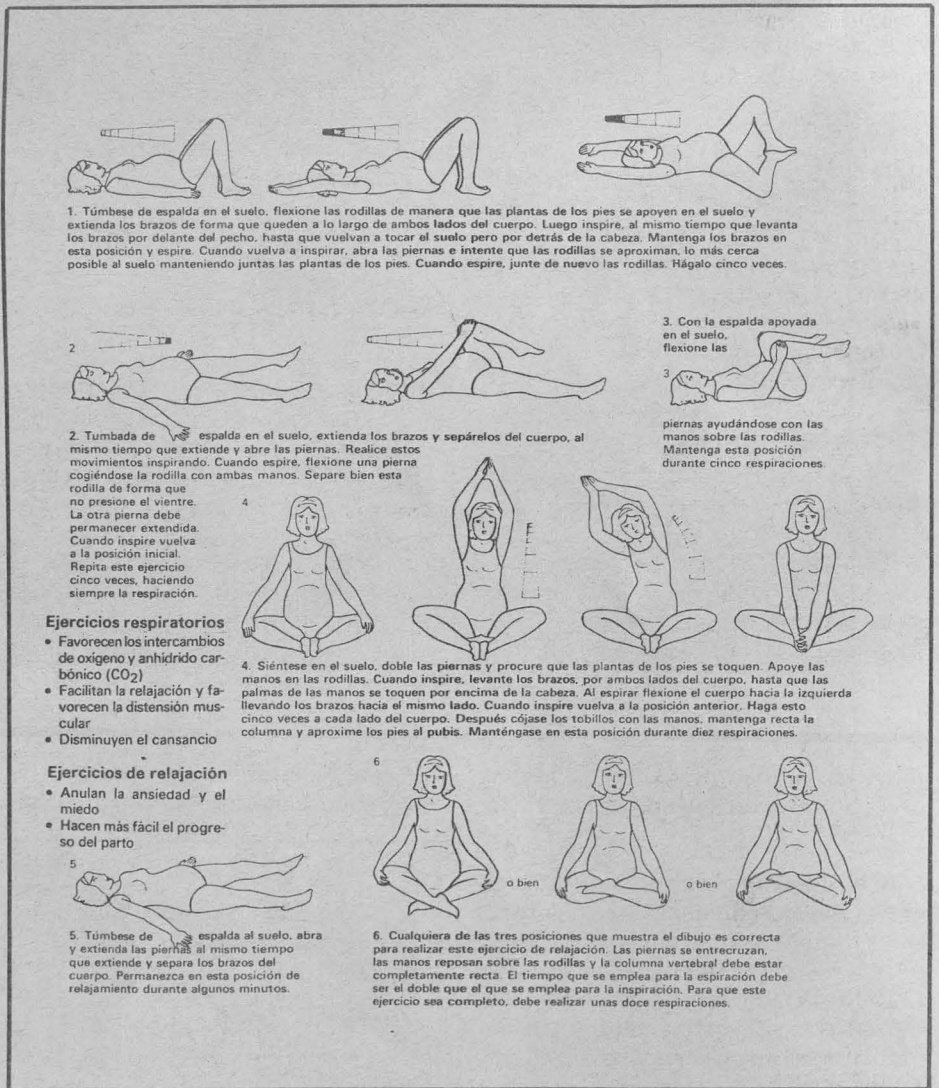 1. Túmbese de espalda en el suelo, flexione las rodillas de manera que las plantas de los pies se apoyen en el suelo y
extienda los brazos de forma que queden a lo largo de ambos lados del cuerpo. Luego inspire, al mismo tiempo que levanta
los brazos por delante del pecho, hasta que vuelvan a tocar el suelo pero por detrás de la cabeza. Mantenga los brazos en
esta posición y espire. Cuando vuelva a inspirar, abra las piernas e intente que las rodillas se aproximan, lo más cerca
posible al suelo manteniendo juntas las plantas de los pies. Cuando espire, junte de nuevo las rodillas. Hágalo cinco veces.
2
2. Tumbada de espalda en el suelo, extienda los brazos y sepárelos del cuerpo, al
mismo tiempo que extiende y abre las piernas. Realice estos
movimientos inspirando. Cuando espire, flexione una pierna
cogiéndose la rodilla con ambas manos. Separe bien esta
rodilla de forma que
no presione el vientre.
La otra pierna debe
permanecer extendida.
Cuando inspire vuelva
a la posición inicial.
Repita este ejercicio
cinco veces, haciendo
siempre la respiración.
3. Con la espalda apoyada
en el suelo,
flexione las
3
piernas ayudándose con las
manos sobre las rodillas.
Mantenga esta posición
durante cinco respiraciones.
4
4. Siéntese en el suelo, doble las piernas y procure que las plantas de los pies se toquen. Apoye las
manos en las rodillas. Cuando inspire, levante los brazos, por ambos lados del cuerpo, hasta que las
palmas de las manos se toquen por encima de la cabeza. Al espirar flexione el cuerpo hacia la izquierda
llevando los brazos hacia el mismo lado. Cuando inspire vuelva a la posición anterior. Haga esto
cinco veces a cada lado del cuerpo. Después cójase los tobillos con las manos, mantenga recta la
columna y aproxime los pies al pubis. Manténgase en esta posición durante diez respiraciones.
Ejercicios respiratorios
• Favorecen los intercambios
de oxígeno y anhídrido car-
bónico (CO2)
• Facilitan la relajación y fa-
vorecen la distensión mus-
cular
• Disminuyen el cansancio
Ejercicios de relajación
• Anulan la ansiedad y el
miedo
• Hacen más fácil el progre-
so del parto
5
5. Túmbese de espalda al suelo, abra
y extienda las piernas al mismo tiempo
que extiende y separa los brazos del
cuerpo. Permanezca en esta posición de
relajamiento durante algunos minutos.
6
o bien
o bien
6. Cualquiera de las tres posiciones que muestra el dibujo es correcta
para realizar este ejercicio de relajación. Las piernas se entrecruzan,
las manos reposan sobre las rodillas y la columna vertebral debe estar
completamente recta. El tiempo que se emplea para la espiración debe
ser el doble que el que se emplea para la inspiración. Para que este
ejercicio sea completo, debe realizar unas doce respiraciones.